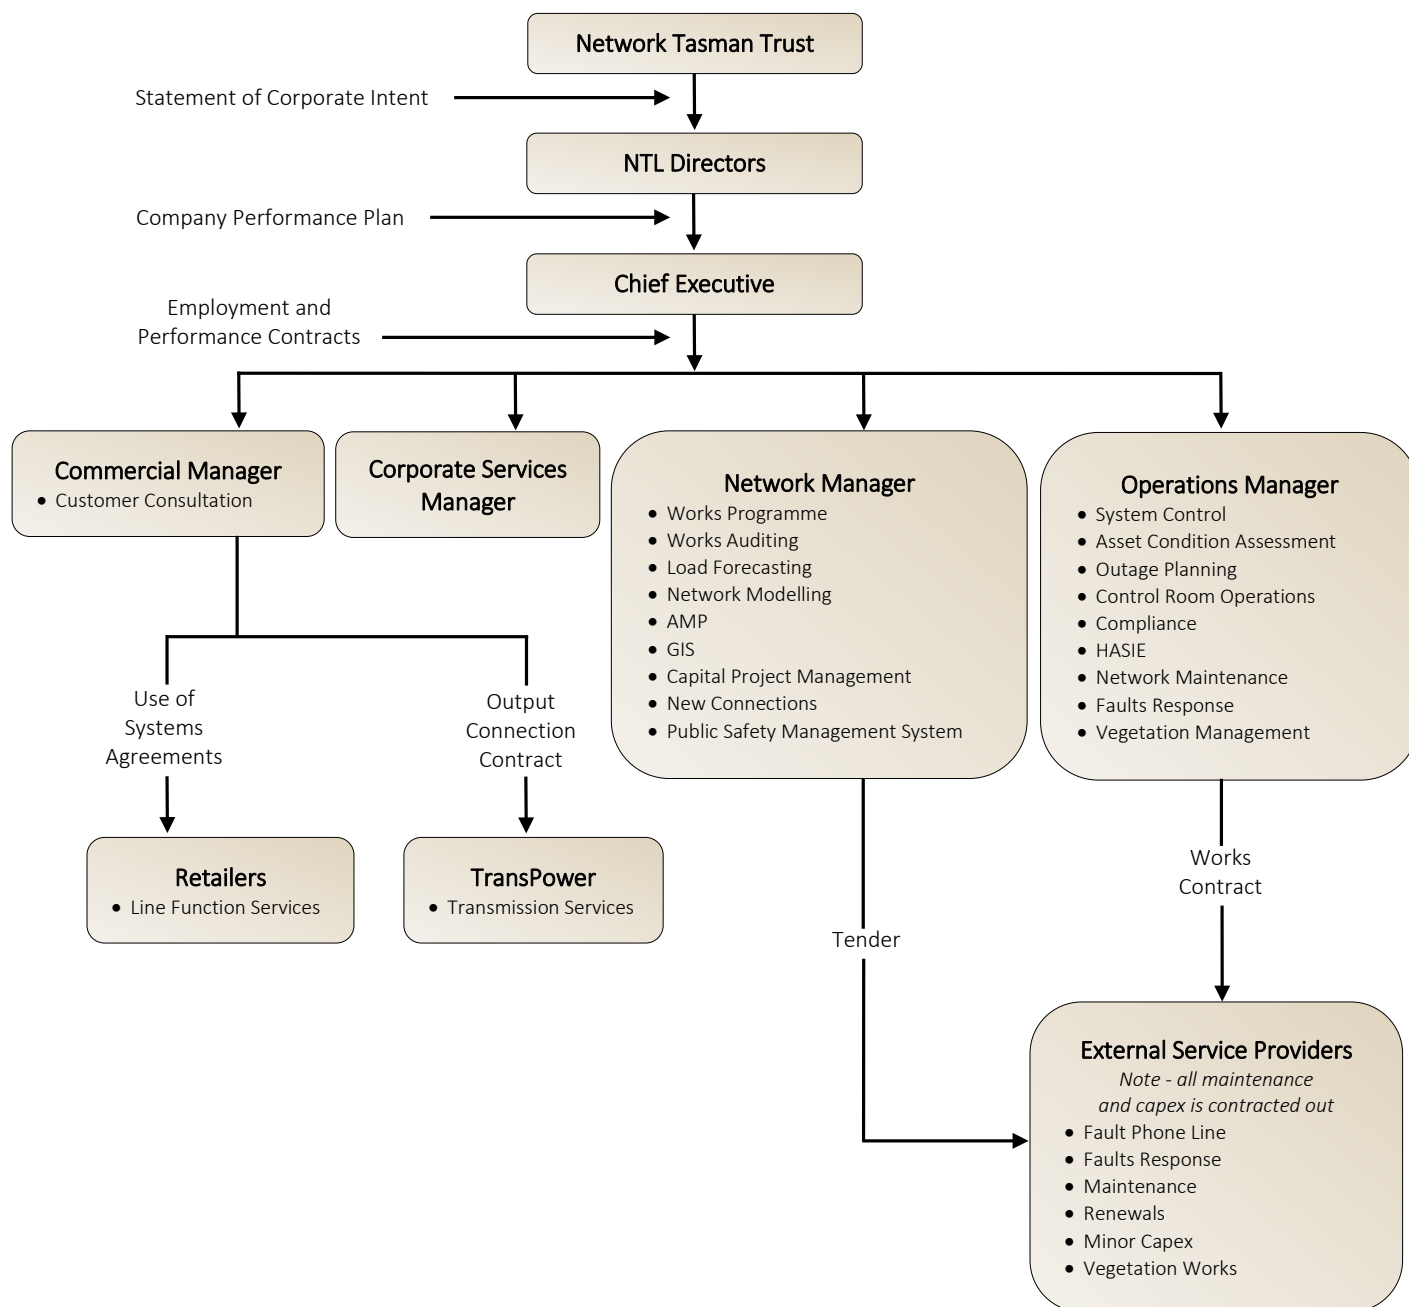 Network Tasman Trust
Statement of Corporate Intent
NTL Directors
Company Performance Plan
Chief Executive
Employment and
Performance Contracts
Commercial Manager
• Customer Consultation
Corporate Services
Manager
Network Manager
• Works Programme
• Works Auditing
• Load Forecasting
• Network Modelling
• AMP
• GIS
• Capital Project Management
• New Connections
• Public Safety Management System
Operations Manager
• System Control
• Asset Condition Assessment
• Outage Planning
• Control Room Operations
• Compliance
• HASIE
• Network Maintenance
• Faults Response
• Vegetation Management
Use of
Systems
Agreements
Output
Connection
Contract
Retailers
• Line Function Services
TransPower
• Transmission Services
Tender
Works
Contract
External Service Providers
Note - all maintenance
and capex is contracted out
• Fault Phone Line
• Faults Response
• Maintenance
• Renewals
• Minor Capex
• Vegetation Works